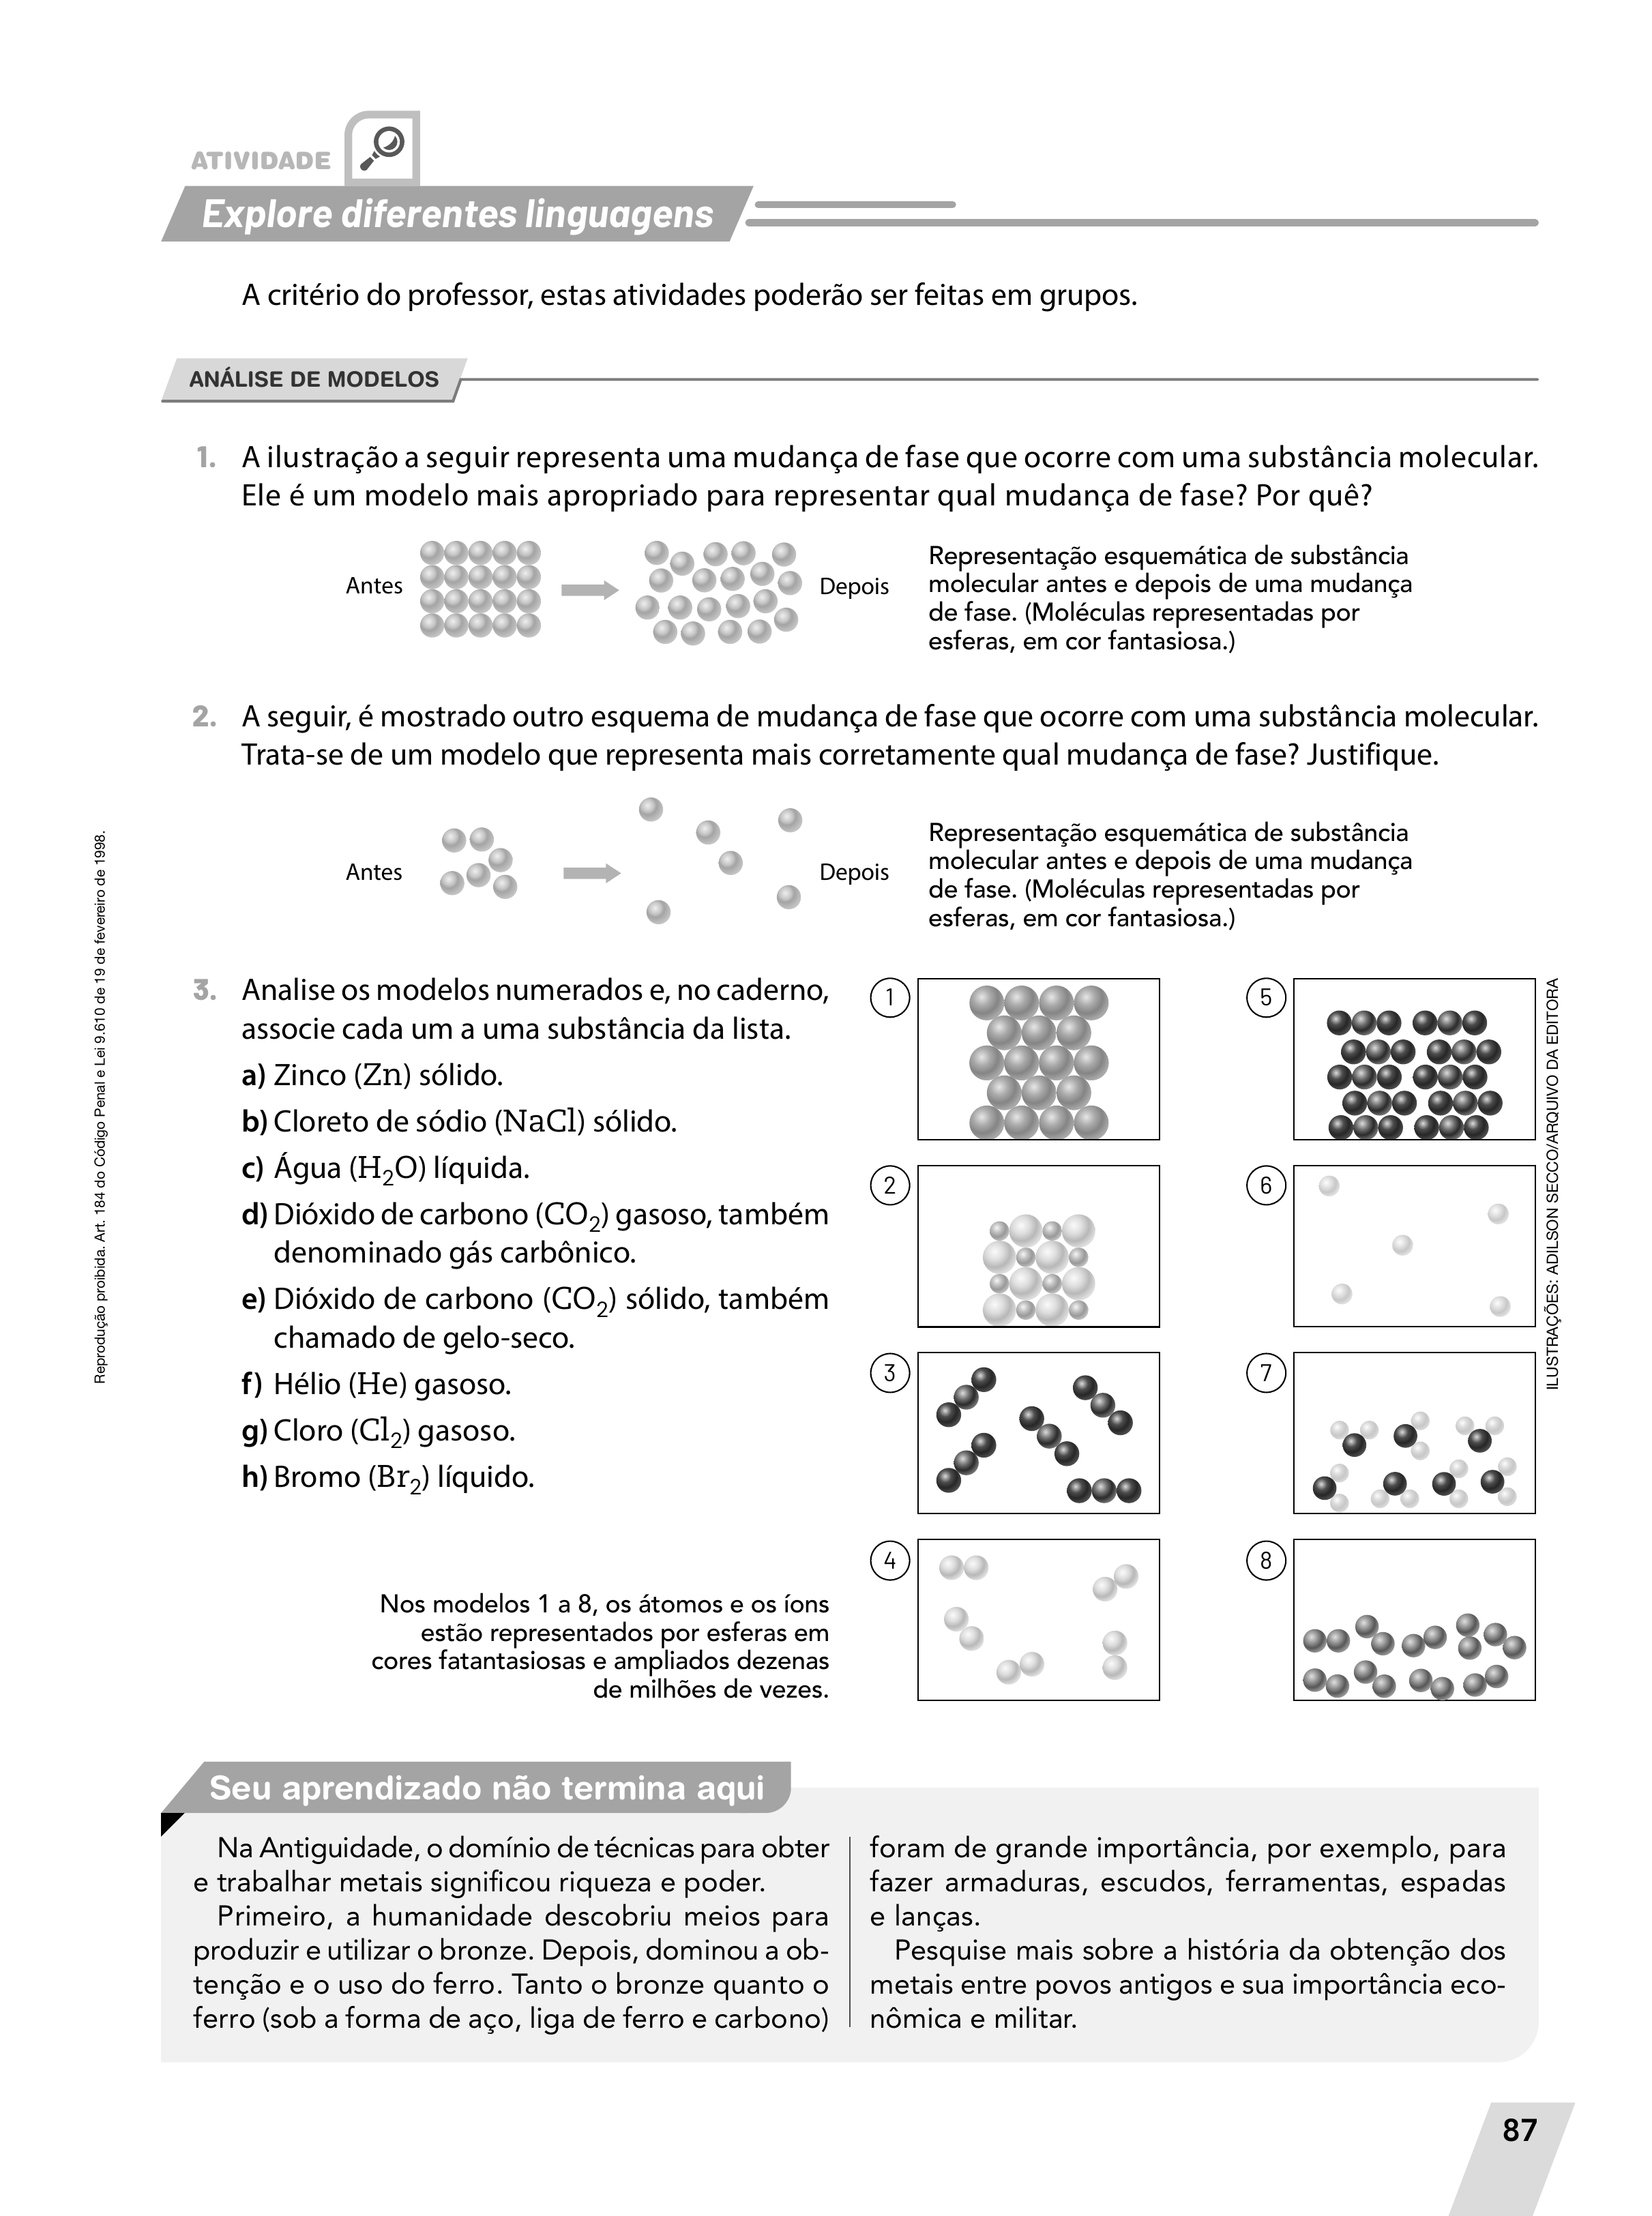 ATIVIDADE
Explore diferentes linguagens
A critério do professor, estas atividades poderão ser feitas em grupos.
ANÁLISE DE MODELOS
1. A ilustração a seguir representa uma mudança de fase que ocorre com uma substância molecular.
Ele é um modelo mais apropriado para representar qual mudança de fase? Por quê?
Antes
Depois
Representação esquemática de substância
molecular antes e depois de uma mudança
de fase. (Moléculas representadas por
esferas, em cor fantasiosa.)
2. A seguir, é mostrado outro esquema de mudança de fase que ocorre com uma substância molecular.
Trata-se de um modelo que representa mais corretamente qual mudança de fase? Justifique.
Antes
Depois
Representação esquemática de substância
molecular antes e depois de uma mudança
de fase. (Moléculas representadas por
esferas, em cor fantasiosa.)
3. Analise os modelos numerados e, no caderno,
associe cada um a uma substância da lista.
a) Zinco (Zn) sólido.
b) Cloreto de sódio (NaCl) sólido.
c) Água (H₂O) líquida.
d) Dióxido de carbono (CO₂) gasoso, também
denominado gás carbônico.
e) Dióxido de carbono (CO₂) sólido, também
chamado de gelo-seco.
f) Hélio (He) gasoso.
g) Cloro (Cl₂) gasoso.
h) Bromo (Br₂) líquido.
Nos modelos 1 a 8, os átomos e os íons
estão representados por esferas em
cores fatantasiosas e ampliados dezenas
de milhões de vezes.
1
2
3
4
5
6
7
8
ILUSTRAÇÕES: ADILSON SECCO/ARQUIVO DA EDITORA
Reprodução proibida. Art. 184 do Código Penal e Lei 9.610 de 19 de fevereiro de 1998.
Seu aprendizado não termina aqui
Na Antiguidade, o domínio de técnicas para obter
e trabalhar metais significou riqueza e poder.
Primeiro, a humanidade descobriu meios para
produzir e utilizar o bronze. Depois, dominou a ob-
tenção e o uso do ferro. Tanto o bronze quanto o
ferro (sob a forma de aço, liga de ferro e carbono)
foram de grande importância, por exemplo, para
fazer armaduras, escudos, ferramentas, espadas
e lanças.
Pesquise mais sobre a história da obtenção dos
metais entre povos antigos e sua importância eco-
nômica e militar.
87